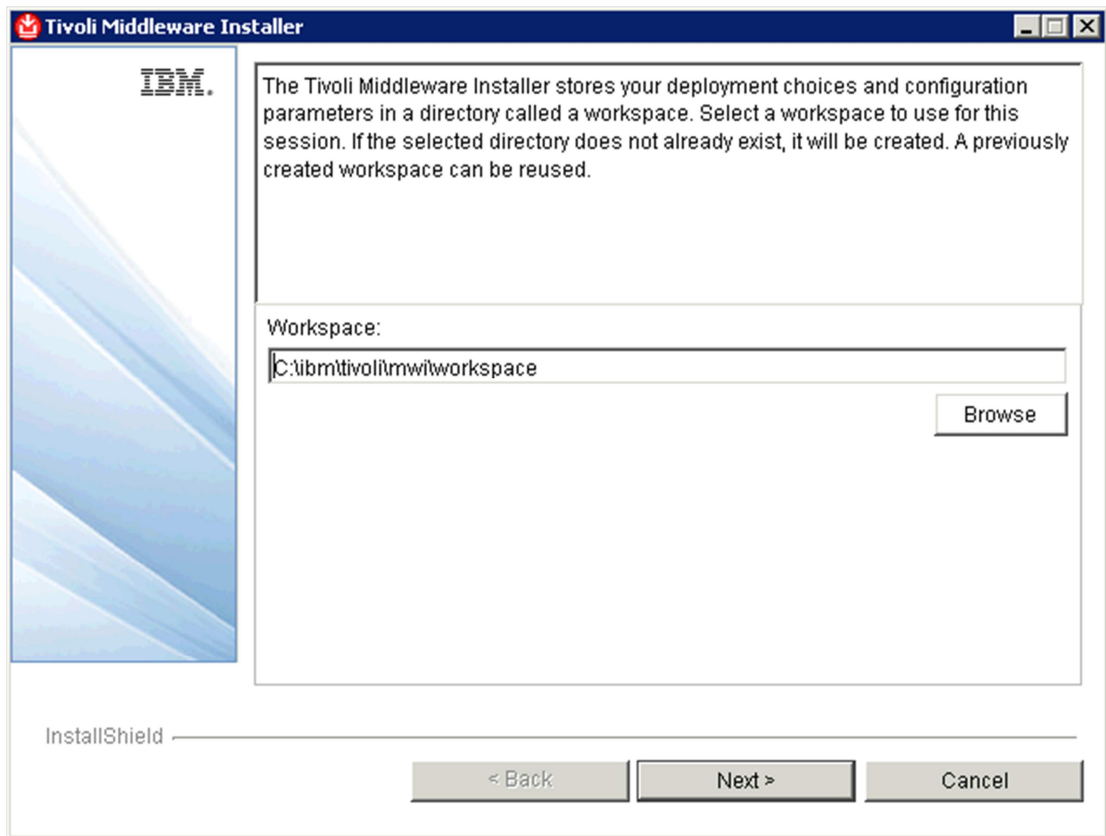 Tivoli Middleware Installer
IBM.
The Tivoli Middleware Installer stores your deployment choices and configuration
parameters in a directory called a workspace. Select a workspace to use for this
session. If the selected directory does not already exist, it will be created. A previously
created workspace can be reused.
Workspace:
C:\ibm\tivoli\mwi\workspace
Browse
InstallShield
< Back
Next >
Cancel